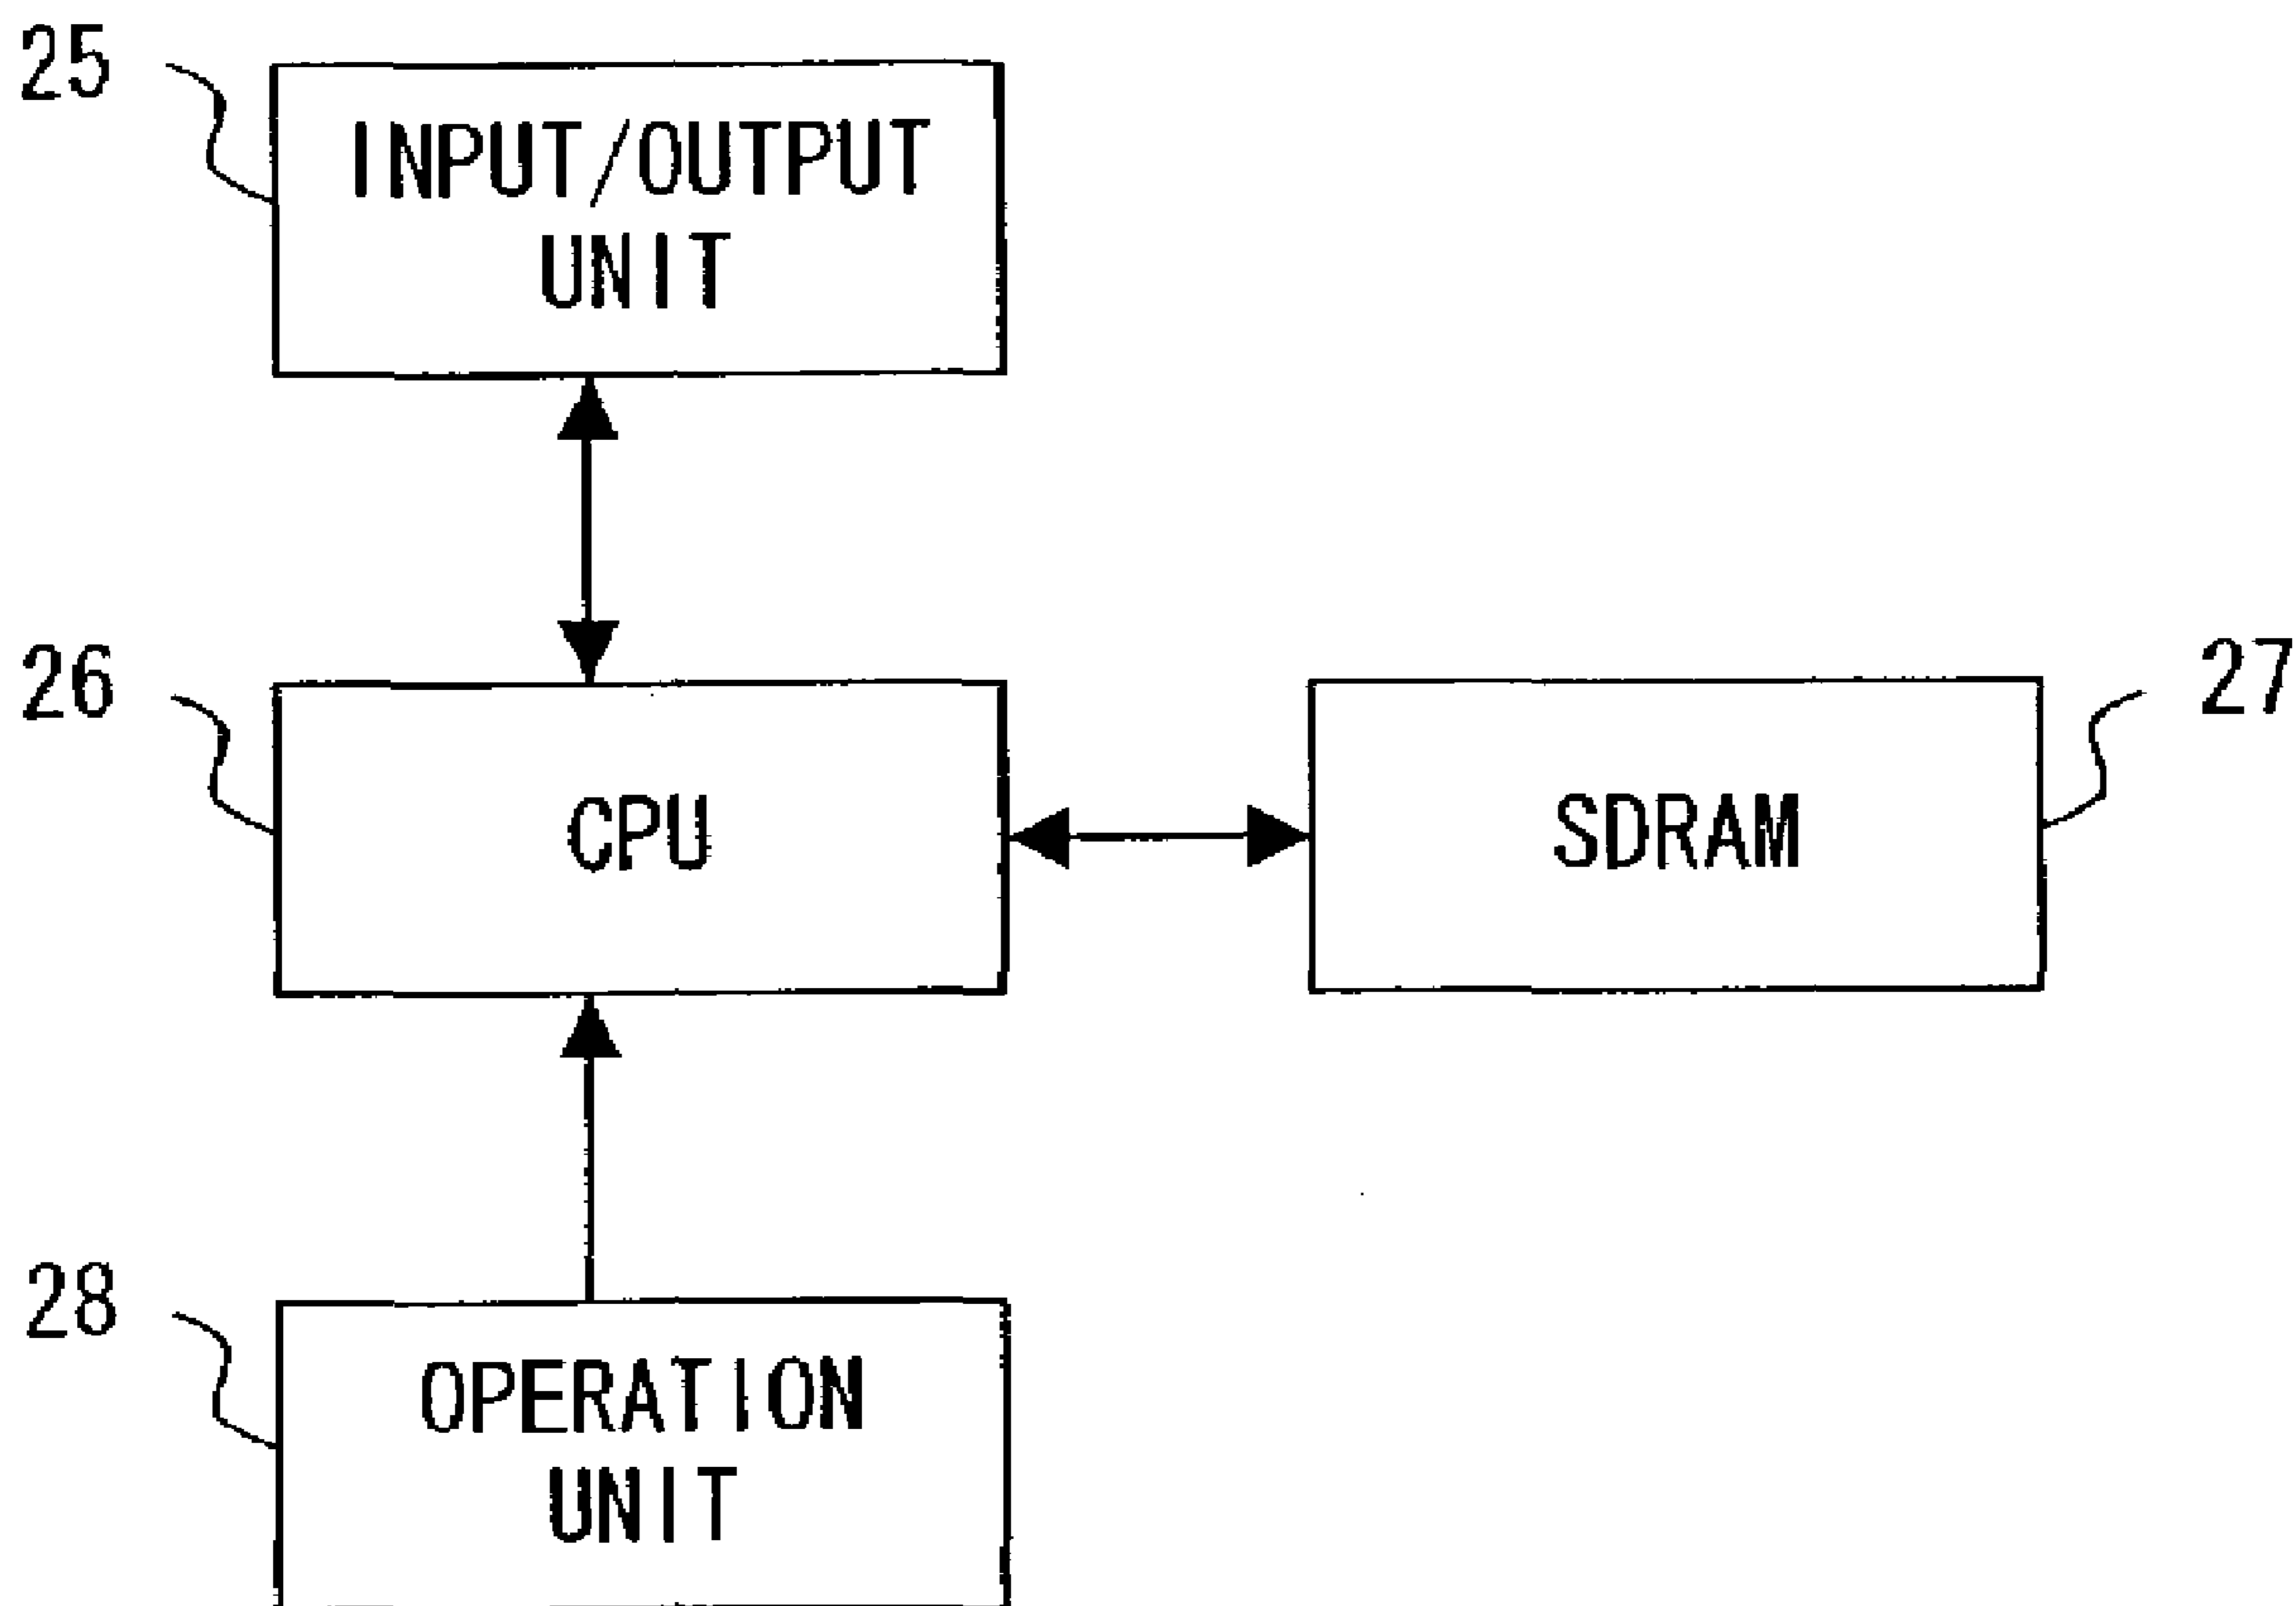 25
INPUT/OUTPUT
UNIT
26
CPU
SDRAM
27
28
OPERATION
UNIT